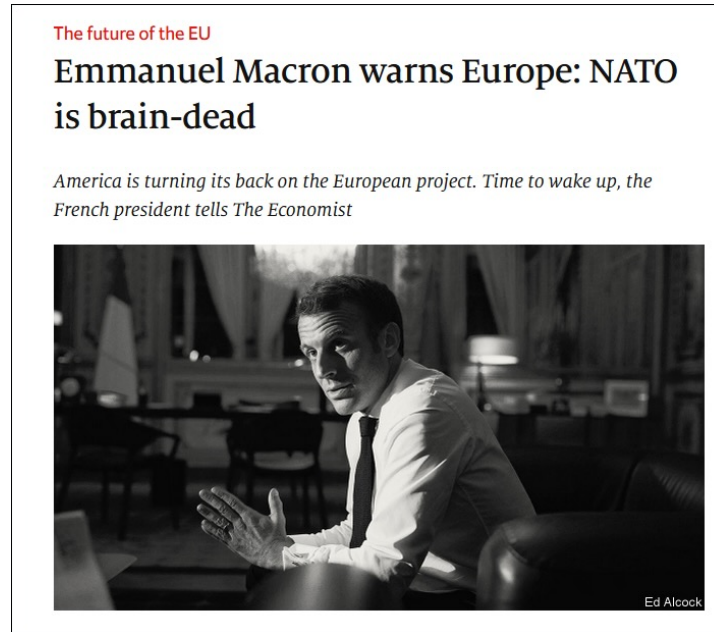 The future of the EU
Emmanuel Macron warns Europe: NATO
is brain-dead
America is turning its back on the European project. Time to wake up, the
French president tells The Economist
Ed Alcock